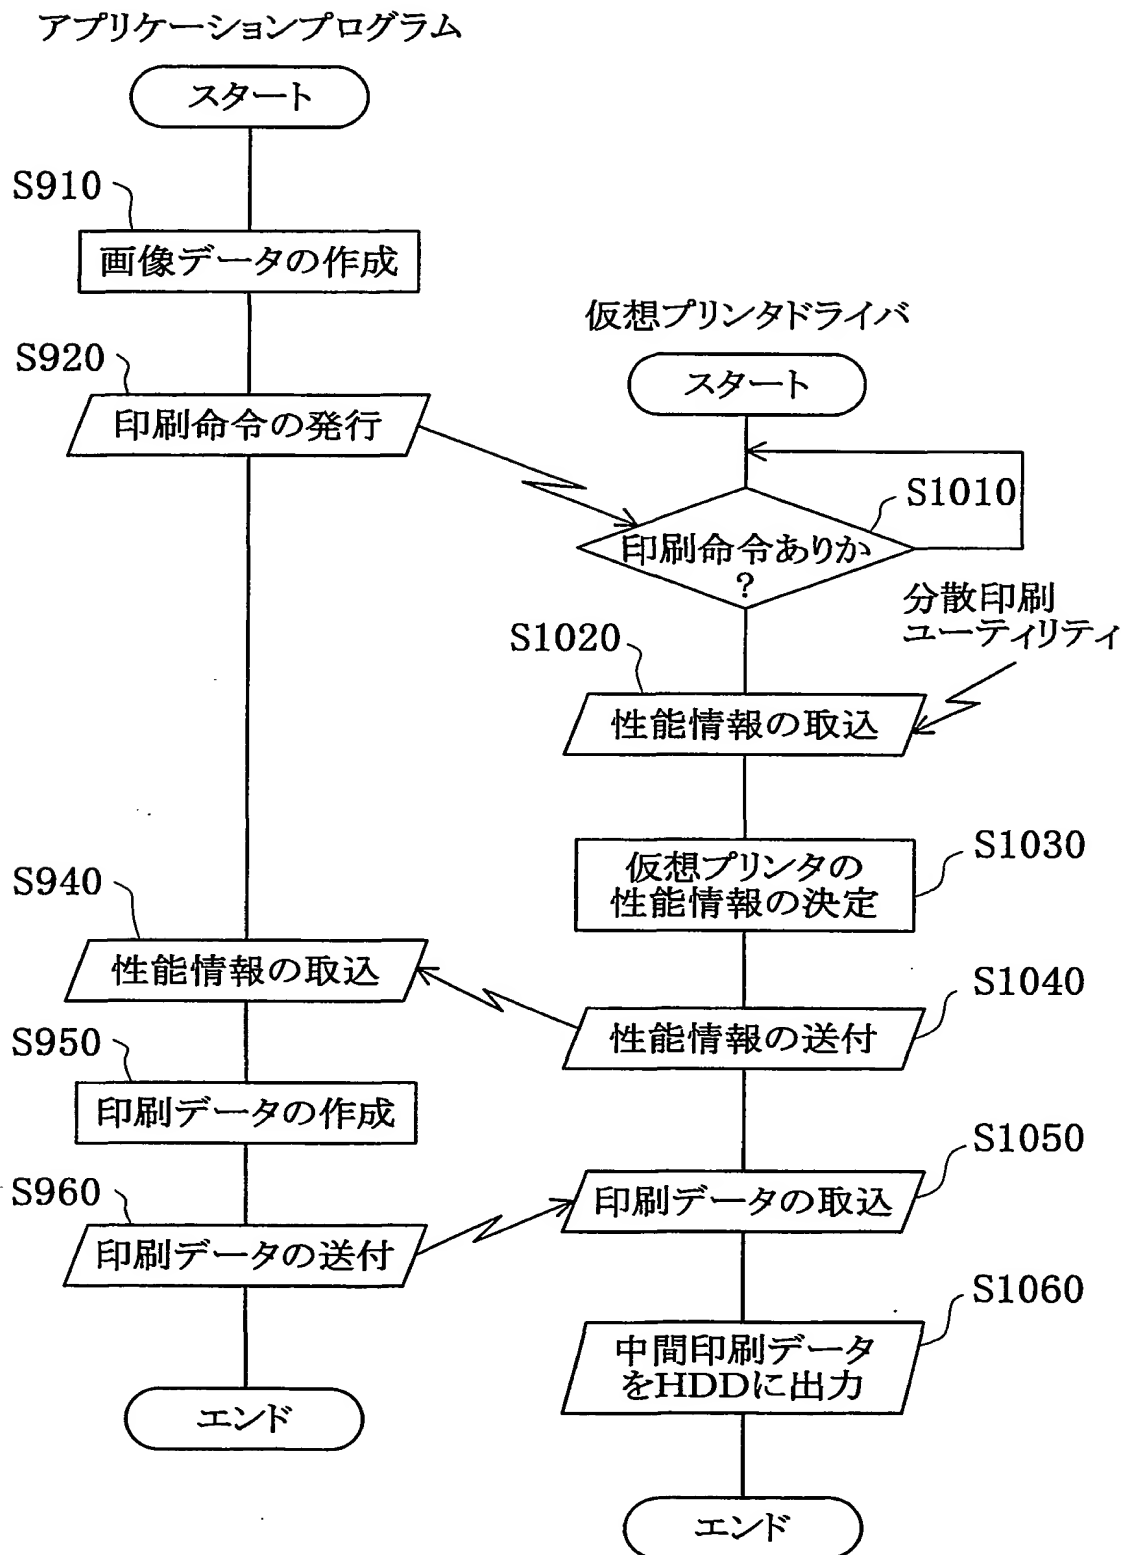 アプリケーションプログラム
スタート
S910
画像データの作成
仮想プリンタドライバ
S920
スタート
印刷命令の発行
S1010
印刷命令ありか
?
分散印刷
ユーティリティ
S1020
性能情報の取込
S1030
仮想プリンタの
性能情報の決定
S940
性能情報の取込
S1040
性能情報の送付
S950
印刷データの作成
S1050
印刷データの取込
S960
印刷データの送付
S1060
中間印刷データ
をHDDに出力
エンド
エンド